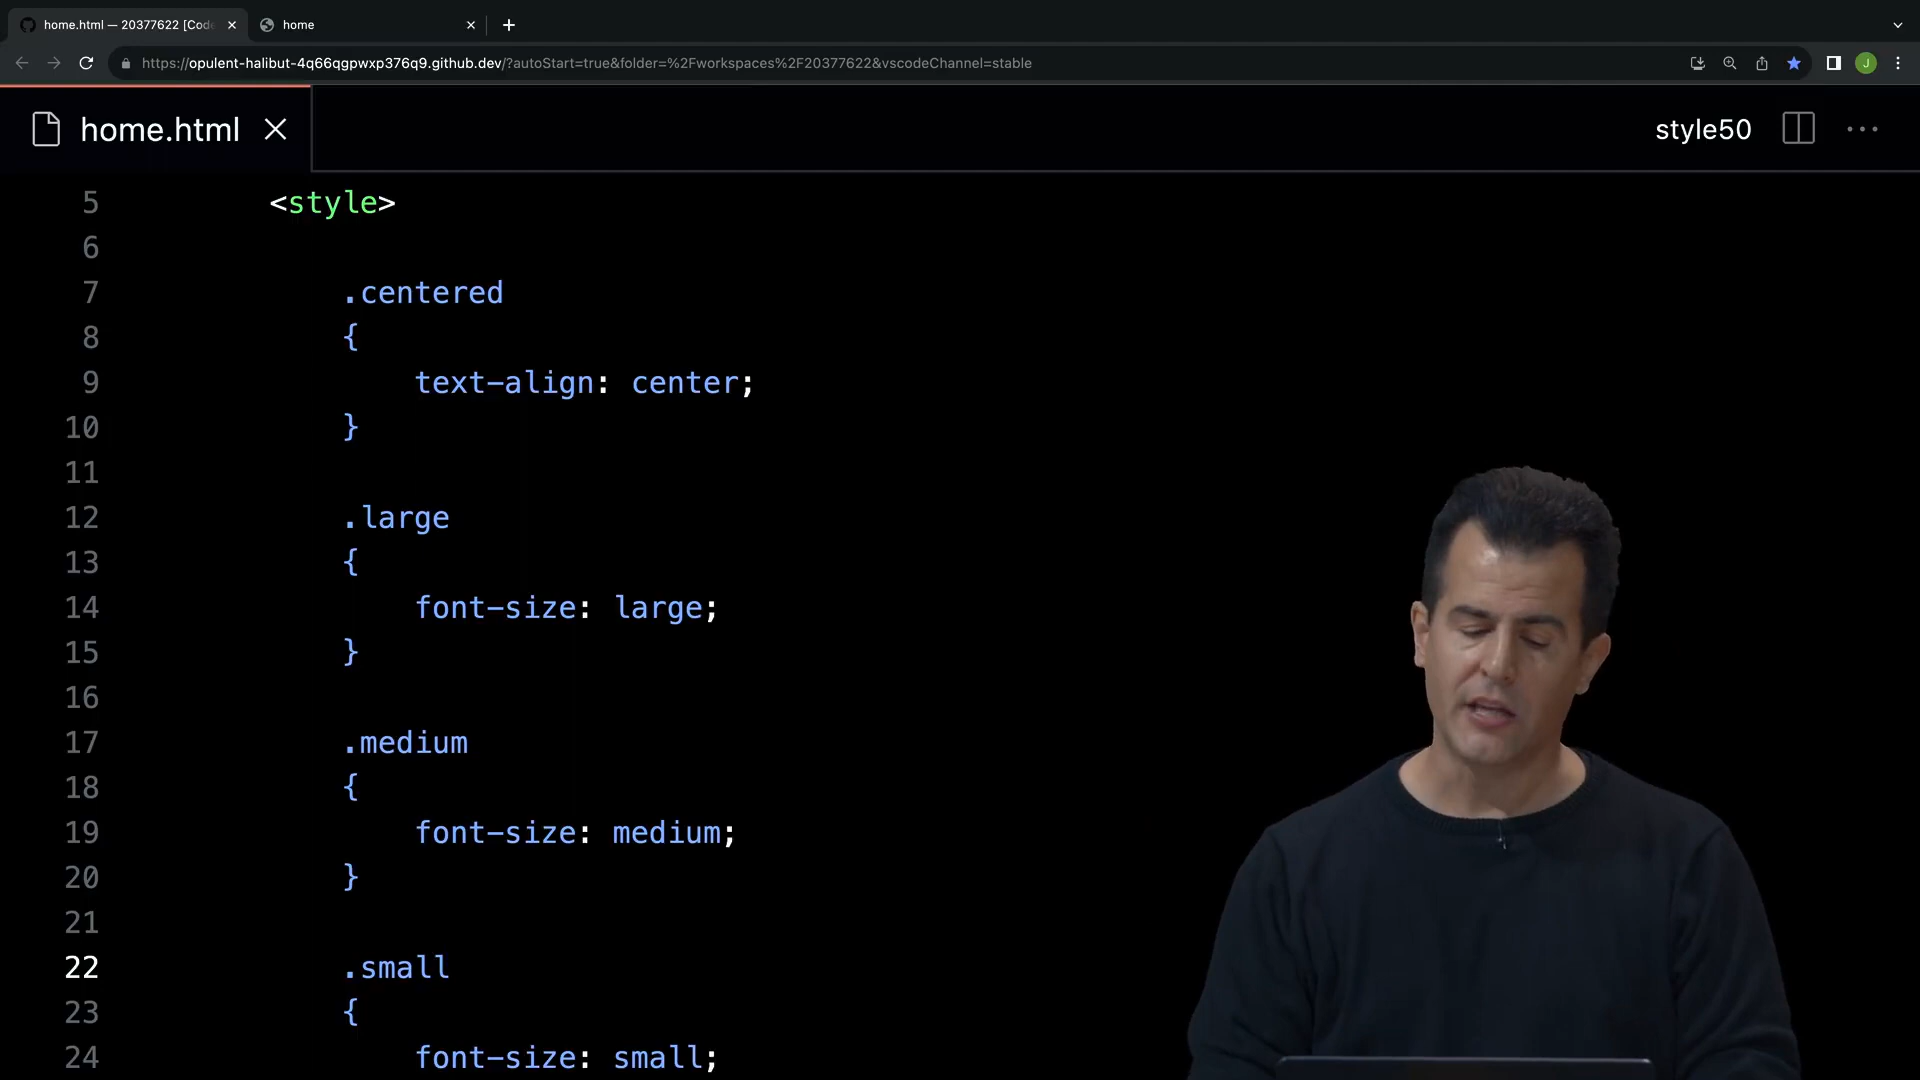 home.html — 20377622 [Cod
home
https://opulent-halibut-4q66qgpwxp376q9.github.dev/?autoStart=true&folder=%2Fworkspaces%2F20377622&vscodeChannel=stable
J
home.html
style50
5 <style>
6
7 .centered
8 {
9 text-align: center;
10 }
11
12 .large
13 {
14 font-size: large;
15 }
16
17 .medium
18 {
19 font-size: medium;
20 }
21
22 .small
23 {
24 font-size: small;